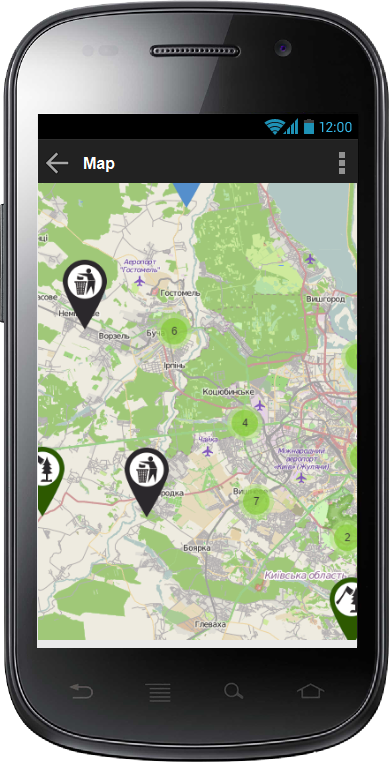 12:00
Map
Аеропорт
"Гостомель"
Гостомель
Вишгород
Ворзель
6
Ірпінь
Коцюбинське
4
Чайка
Міжнародний
аеропорт
«Київ» (Жуляни)
7
2
Боярка
Київська область
Глеваха